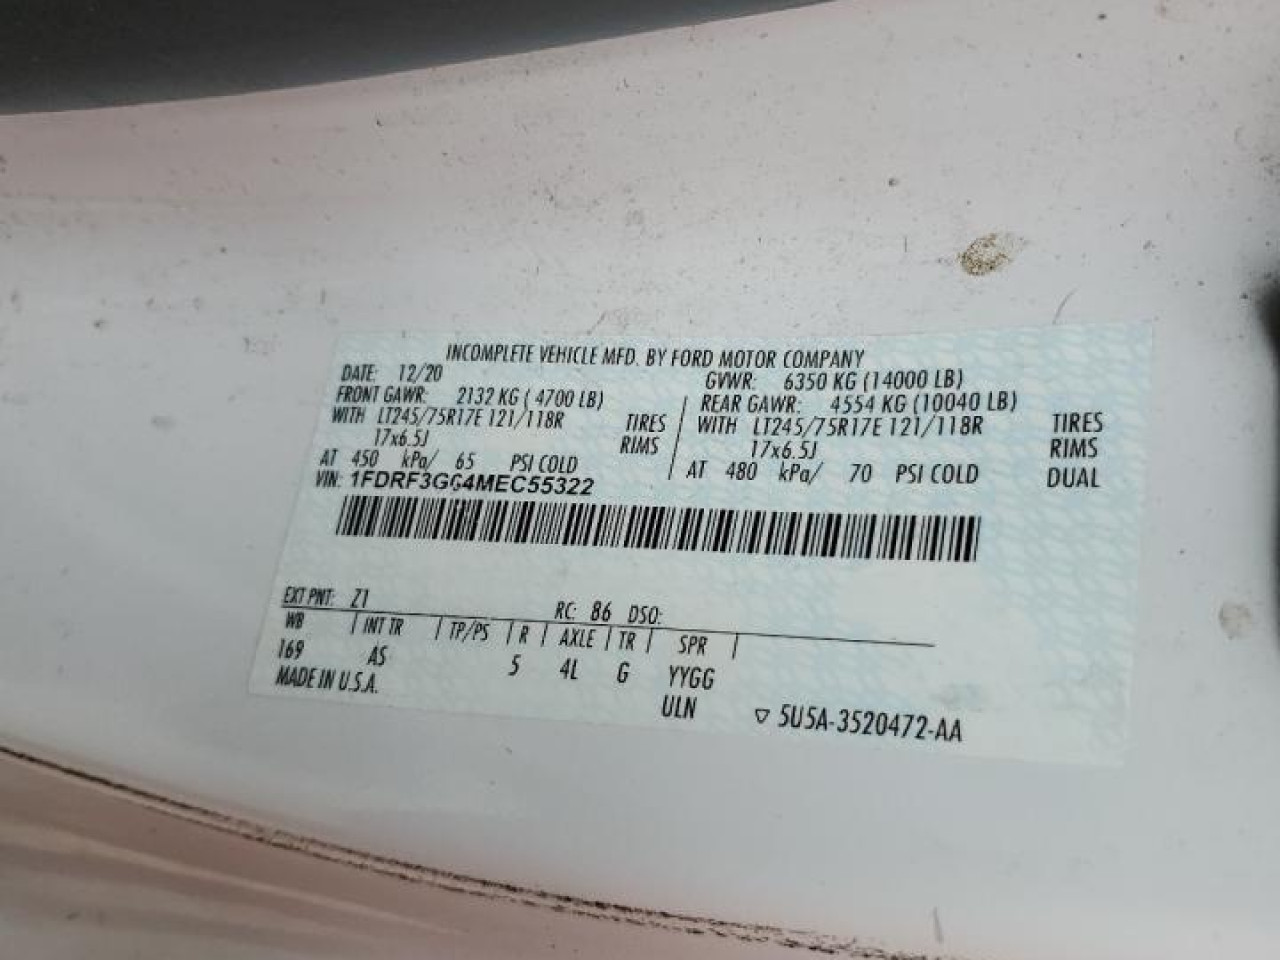 INCOMPLETE VEHICLE MFD. BY FORD MOTOR COMPANY
DATE: 12/20 GVWR: 6350 KG (14000 LB)
FRONT GAWR: 2132 KG ( 4700 LB) REAR GAWR: 4554 KG (10040 LB)
WITH LT245/75R17E 121/118R TIRES WITH LT245/75R17E 121/118R TIRES
17x6.5J RIMS 17x6.5J RIMS
AT 450 kPa/ 65 PSI COLD AT 480 kPa/ 70 PSI COLD DUAL
VIN: 1FDRF3G64MEC55322
EXT PNT: Z1 RC: 86 DSO:
WB INT TR TP/PS R AXLE TR SPR
169 AS 5 4L G YYGG
MADE IN U.S.A. ULN ▽ 5U5A-3520472-AA